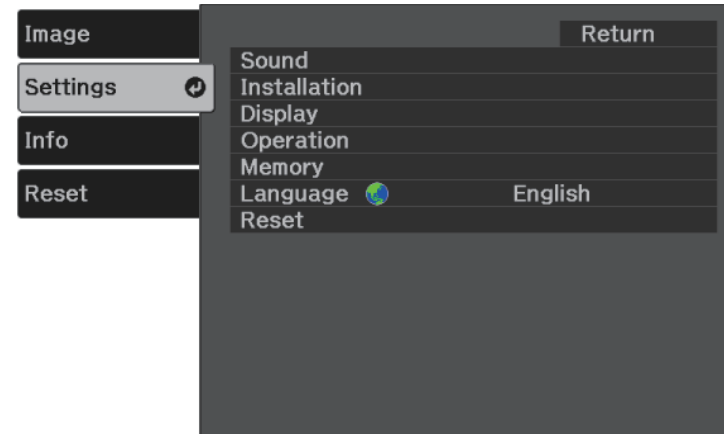 Image
Settings
Info
Reset
Return
Sound
Installation
Display
Operation
Memory
Language English
Reset